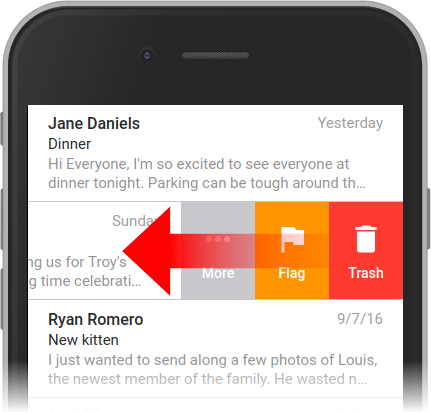 Jane Daniels
Yesterday
Dinner
Hi Everyone, I'm so excited to see everyone at
dinner tonight. Parking can be tough around th...
ng us for Troy's
g time celebrati...
More
Flag
Trash
Ryan Romero
9/7/16
New kitten
I just wanted to send along a few photos of Louis,
the newest member of the family. He wasted n...